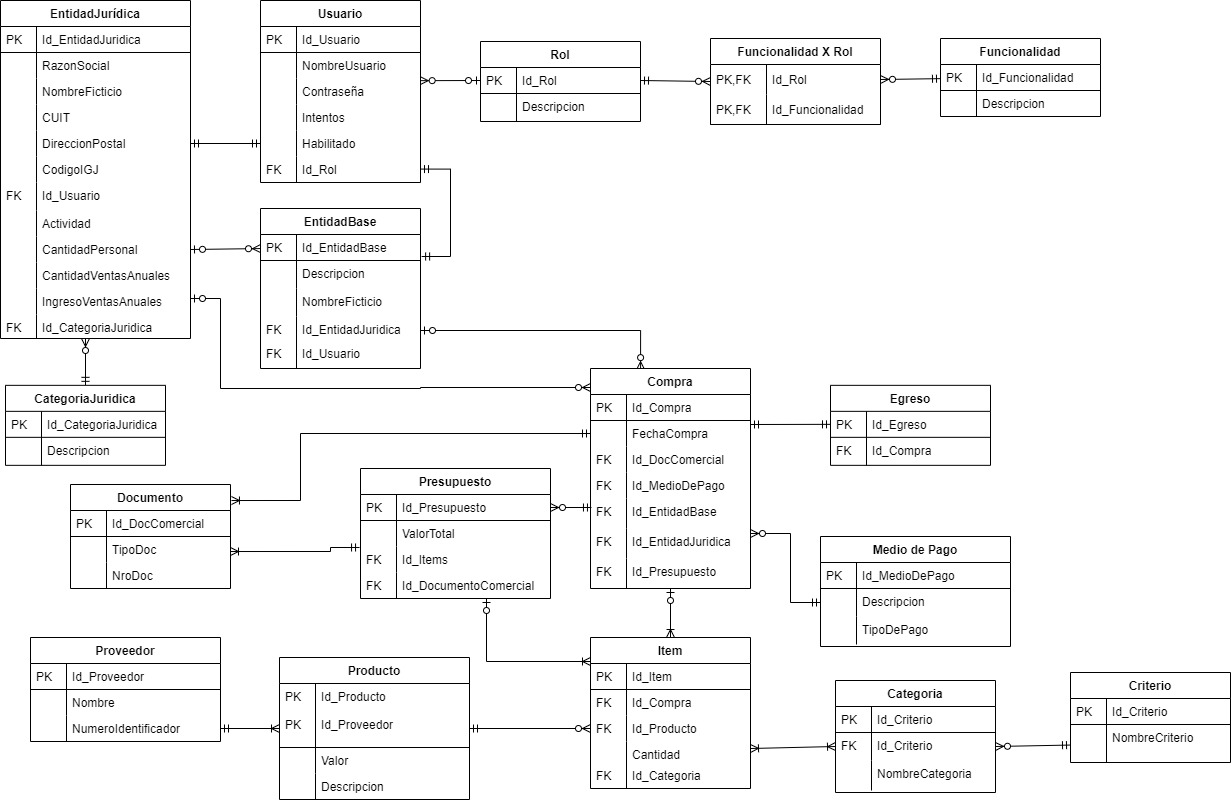 EntidadJurídica
PK Id_EntidadJuridica
RazonSocial
NombreFicticio
CUIT
DireccionPostal
CodigoIGJ
FK Id_Usuario
Actividad
CantidadPersonal
CantidadVentasAnuales
IngresoVentasAnuales
FK Id_CategoriaJuridica
Usuario
PK Id_Usuario
NombreUsuario
Contraseña
Intentos
Habilitado
FK Id_Rol
Rol
PK Id_Rol
Descripcion
Funcionalidad X Rol
PK,FK Id_Rol
PK,FK Id_Funcionalidad
Funcionalidad
PK Id_Funcionalidad
Descripcion
EntidadBase
PK Id_EntidadBase
Descripcion
NombreFicticio
FK Id_EntidadJuridica
FK Id_Usuario
CategoriaJuridica
PK Id_CategoriaJuridica
Descripcion
Compra
PK Id_Compra
FechaCompra
FK Id_DocComercial
FK Id_MedioDePago
FK Id_EntidadBase
FK Id_EntidadJuridica
FK Id_Presupuesto
Egreso
PK Id_Egreso
FK Id_Compra
Documento
PK Id_DocComercial
TipoDoc
NroDoc
Presupuesto
PK Id_Presupuesto
ValorTotal
FK Id_Items
FK Id_DocumentoComercial
Medio de Pago
PK Id_MedioDePago
Descripcion
TipoDePago
Proveedor
PK Id_Proveedor
Nombre
NumeroIdentificador
Producto
PK Id_Producto
PK Id_Proveedor
Valor
Descripcion
Item
PK Id_Item
FK Id_Compra
FK Id_Producto
Cantidad
FK Id_Categoria
Categoria
PK Id_Criterio
FK Id_Criterio
NombreCategoria
Criterio
PK Id_Criterio
NombreCriterio